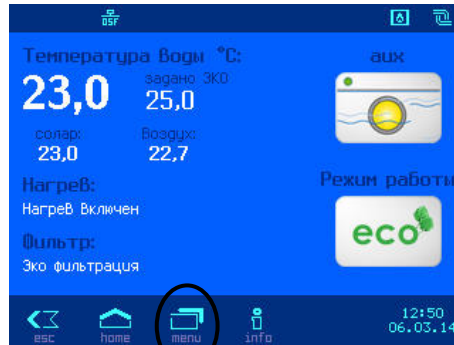 OSF
Температура Воды °C:
aux
23,0
задано ЭКО
25,0
солар:
Воздух:
23,0
22,7
Нагрев:
Режим работы
Нагрев Включен
eco
Фильтр:
Эко фильтрация
esc
home
menu
info
12:50
06.03.14